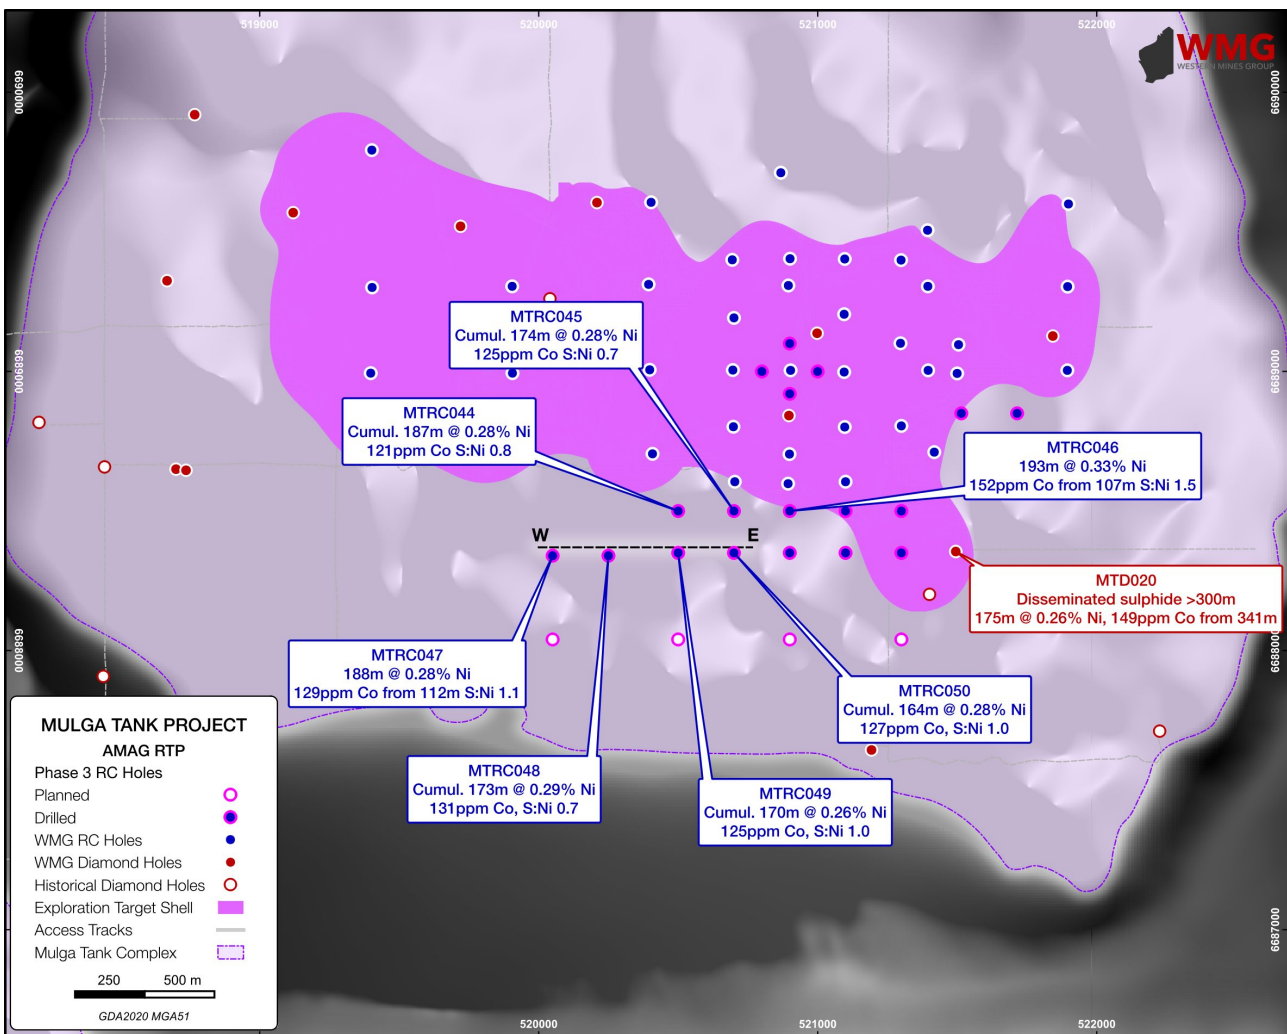 519000
520000
521000
522000
WMG
WESTERN MINES GROUP
6690000
6690000
MTRC045
Cumul. 174m @ 0.28% Ni
125ppm Co S:Ni 0.7
6689000
6689000
MTRC044
Cumul. 187m @ 0.28% Ni
121ppm Co S:Ni 0.8
MTRC046
193m @ 0.33% Ni
152ppm Co from 107m S:Ni 1.5
W
E
MTD020
Disseminated sulphide >300m
175m @ 0.26% Ni, 149ppm Co from 341m
6688000
6688000
MTRC047
188m @ 0.28% Ni
129ppm Co from 112m S:Ni 1.1
MTRC050
Cumul. 164m @ 0.28% Ni
127ppm Co, S:Ni 1.0
MTRC048
Cumul. 173m @ 0.29% Ni
131ppm Co, S:Ni 0.7
MTRC049
Cumul. 170m @ 0.26% Ni
125ppm Co, S:Ni 1.0
MULGA TANK PROJECT
AMAG RTP
Phase 3 RC Holes
Planned
Drilled
WMG RC Holes
WMG Diamond Holes
Historical Diamond Holes
Exploration Target Shell
Access Tracks
Mulga Tank Complex
250 500 m
GDA2020 MGA51
6687000
520000
521000
522000